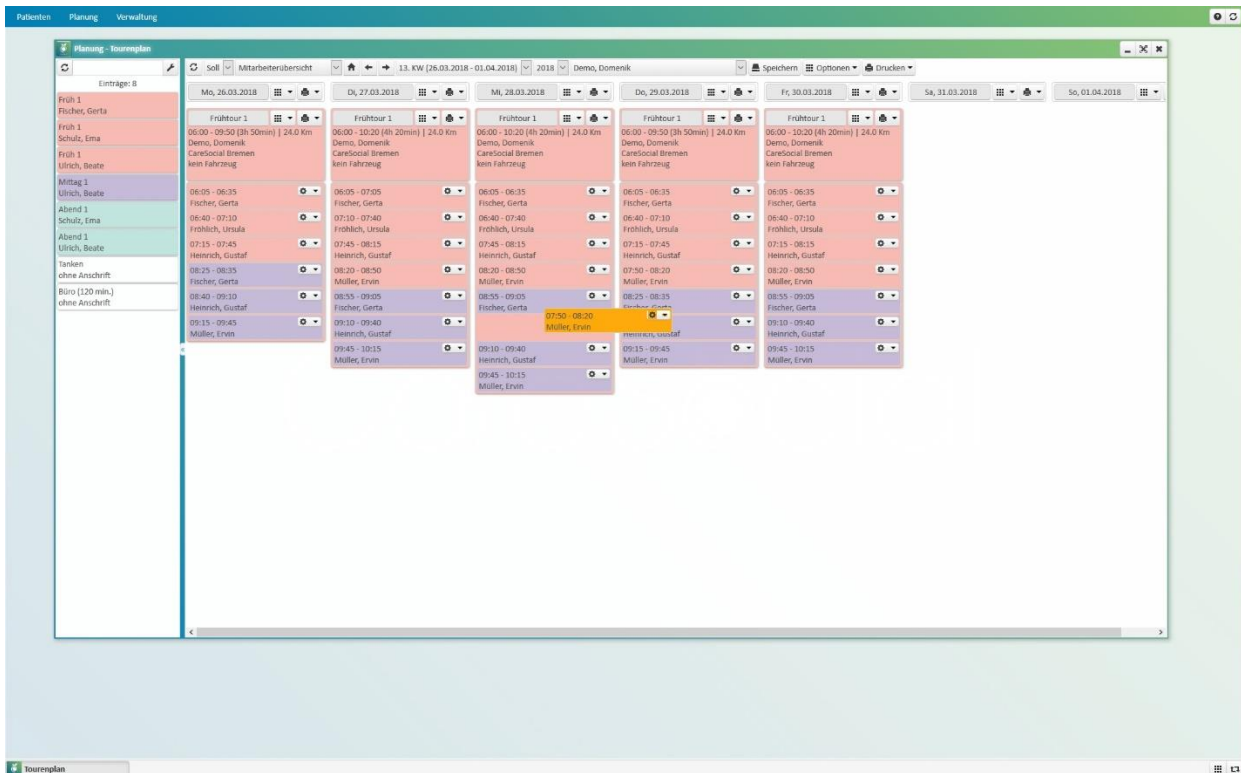 Patienten Planung Verwaltung
Planung - Tourenplan
Soll Mitarbeiterübersicht 13. KW (26.03.2018 - 01.04.2018) 2018 Demo, Domenik Speichern Optionen Drucken
Einträge: 8
Früh 1
Fischer, Gerta
Früh 1
Schulz, Ema
Früh 1
Ulrich, Beate
Mittag 1
Ulrich, Beate
Abend 1
Schulz, Ema
Abend 1
Ulrich, Beate
Tanken
ohne Anschrift
Büro (120 min.)
ohne Anschrift
Mo, 26.03.2018
Frühtour 1
06:00 - 09:50 (3h 50min) | 24.0 Km
Demo, Domenik
CareSocial Bremen
kein Fahrzeug
06:05 - 06:35
Fischer, Gerta
06:40 - 07:10
Fröhlich, Ursula
07:15 - 07:45
Heinrich, Gustaf
08:25 - 08:35
Fischer, Gerta
08:40 - 09:10
Heinrich, Gustaf
09:15 - 09:45
Müller, Ervin
Di, 27.03.2018
Frühtour 1
06:00 - 10:20 (4h 20min) | 24.0 Km
Demo, Domenik
CareSocial Bremen
kein Fahrzeug
06:05 - 07:05
Fischer, Gerta
07:10 - 07:40
Fröhlich, Ursula
07:45 - 08:15
Heinrich, Gustaf
08:20 - 08:50
Müller, Ervin
08:55 - 09:05
Fischer, Gerta
09:10 - 09:40
Heinrich, Gustaf
09:45 - 10:15
Müller, Ervin
Mi, 28.03.2018
Frühtour 1
06:00 - 10:20 (4h 20min) | 24.0 Km
Demo, Domenik
CareSocial Bremen
kein Fahrzeug
06:05 - 06:35
Fischer, Gerta
06:40 - 07:40
Fröhlich, Ursula
07:45 - 08:15
Heinrich, Gustaf
08:20 - 08:50
Müller, Ervin
08:55 - 09:05
Fischer, Gerta
07:50 - 08:20
Müller, Ervin
09:10 - 09:40
Heinrich, Gustaf
09:45 - 10:15
Müller, Ervin
Do, 29.03.2018
Frühtour 1
06:00 - 09:50 (3h 50min) | 24.0 Km
Demo, Domenik
CareSocial Bremen
kein Fahrzeug
06:05 - 06:35
Fischer, Gerta
06:40 - 07:10
Fröhlich, Ursula
07:15 - 07:45
Heinrich, Gustaf
07:50 - 08:20
Müller, Ervin
08:25 - 08:35
Fischer, Gerta
Heinrich, Gustaf
09:15 - 09:45
Müller, Ervin
Fr, 30.03.2018
Frühtour 1
06:00 - 10:20 (4h 20min) | 24.0 Km
Demo, Domenik
CareSocial Bremen
kein Fahrzeug
06:05 - 06:35
Fischer, Gerta
06:40 - 07:10
Fröhlich, Ursula
07:15 - 08:15
Heinrich, Gustaf
08:20 - 08:50
Müller, Ervin
08:55 - 09:05
Fischer, Gerta
09:10 - 09:40
Heinrich, Gustaf
09:45 - 10:15
Müller, Ervin
Sa, 31.03.2018
So, 01.04.2018
Tourenplan